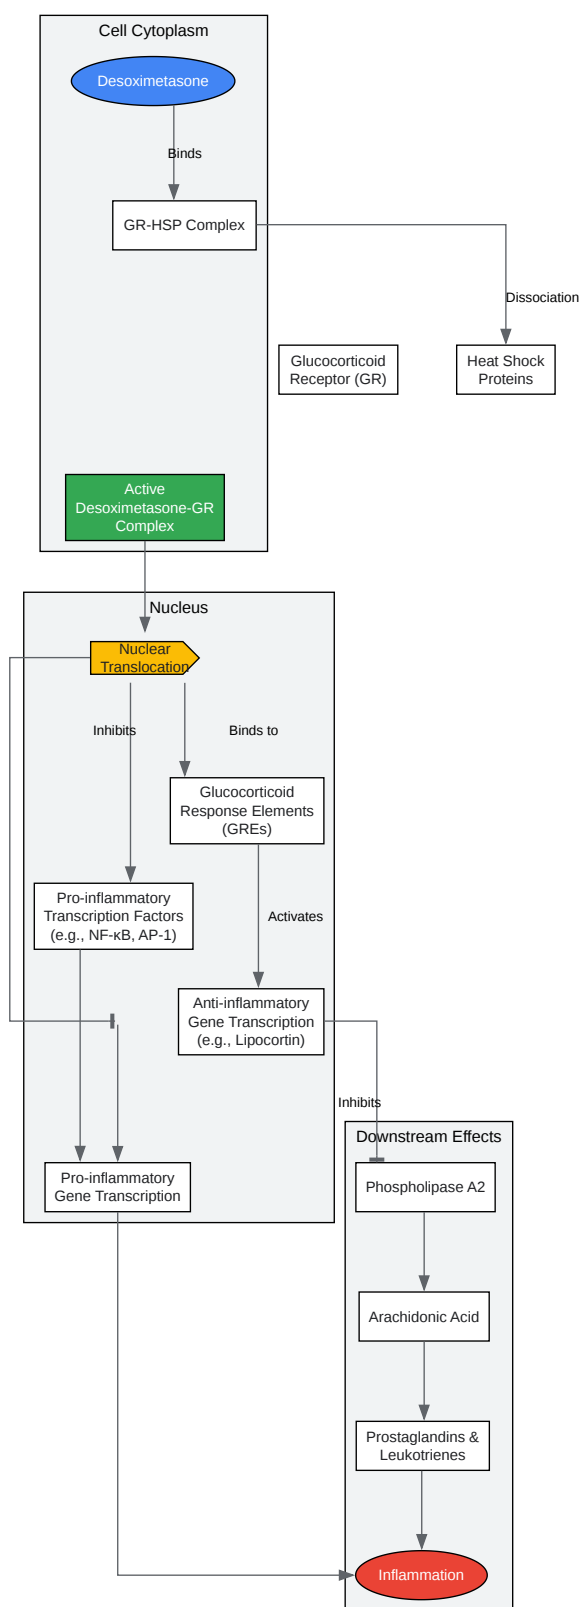 Cell Cytoplasm
Desoximetasone
Binds
GR-HSP Complex
Dissociation
Glucocorticoid
Receptor (GR)
Heat Shock
Proteins
Active
Desoximetasone-GR
Complex
Nucleus
Nuclear
Translocation
Inhibits
Binds to
Glucocorticoid
Response Elements
(GREs)
Pro-inflammatory
Transcription Factors
(e.g., NF-κB, AP-1)
Activates
Anti-inflammatory
Gene Transcription
(e.g., Lipocortin)
Inhibits
Downstream Effects
Pro-inflammatory
Gene Transcription
Phospholipase A2
Arachidonic Acid
Prostaglandins &
Leukotrienes
Inflammation